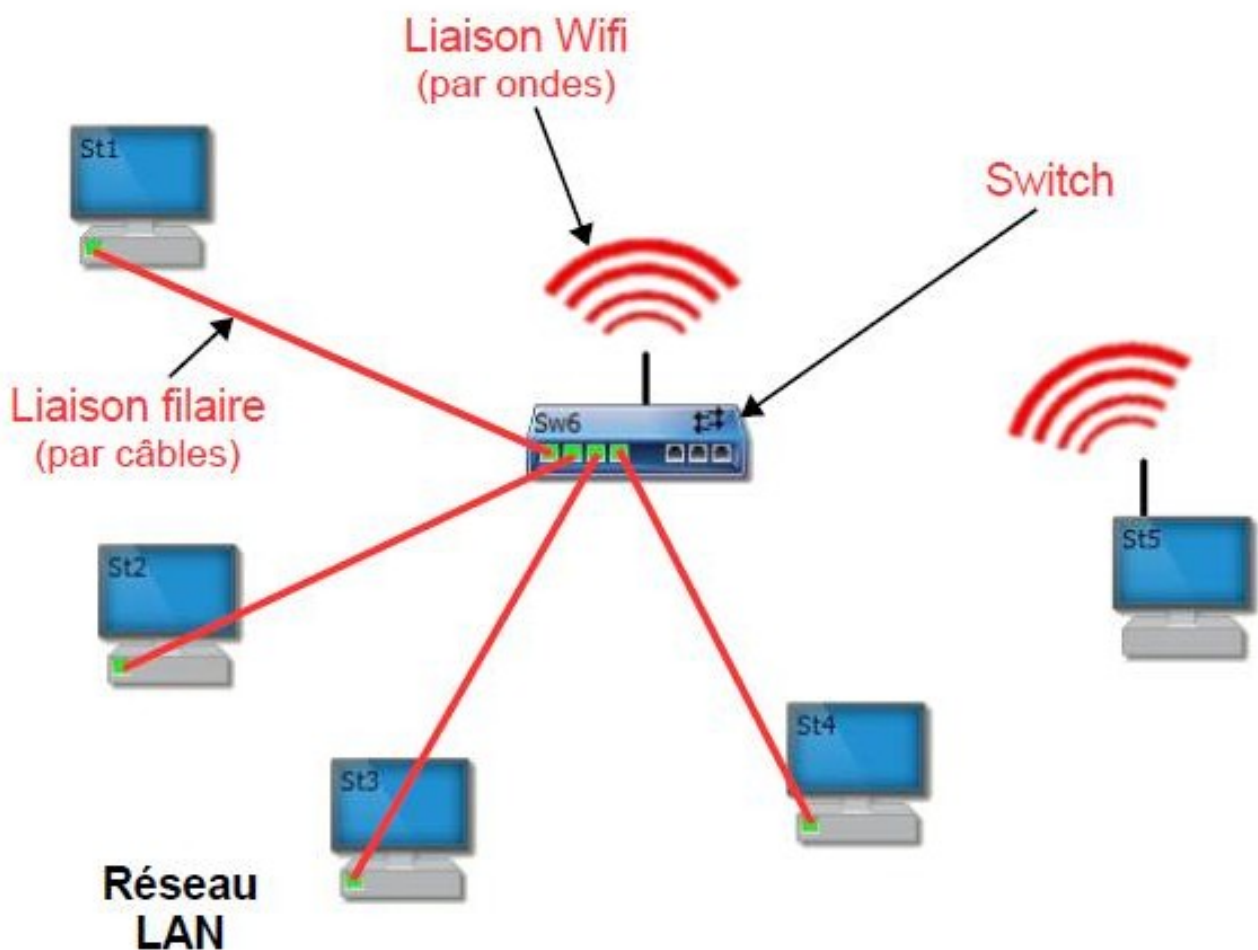 Liaison Wifi
(par ondes)
St1
Switch
Liaison filaire
(par câbles)
Sw6
St2
St5
St4
St3
Réseau
LAN